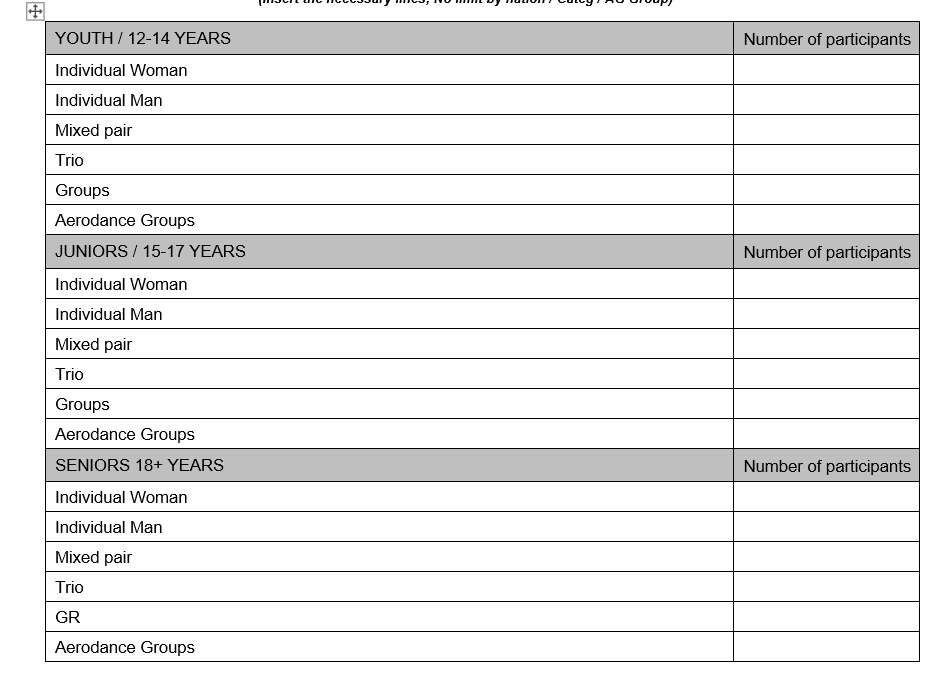 (Insert the necessary lines, No limit by nation / Categ / AG Group)
YOUTH / 12-14 YEARS Number of participants
Individual Woman
Individual Man
Mixed pair
Trio
Groups
Aerodance Groups
JUNIORS / 15-17 YEARS Number of participants
Individual Woman
Individual Man
Mixed pair
Trio
Groups
Aerodance Groups
SENIORS 18+ YEARS Number of participants
Individual Woman
Individual Man
Mixed pair
Trio
GR
Aerodance Groups